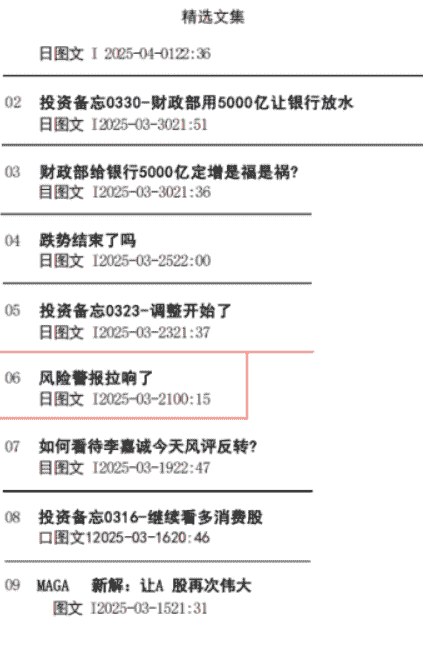 精选文集
日图文 I 2025-04-0122:36
02 投资备忘0330-财政部用5000亿让银行放水
日图文 I2025-03-3021:51
03 财政部给银行5000亿定增是福是祸?
目图文 I2025-03-3021:36
04 跌势结束了吗
日图文 I2025-03-2522:00
05 投资备忘0323-调整开始了
日图文 I2025-03-2321:37
06 风险警报拉响了
日图文 I2025-03-2100:15
07 如何看待李嘉诚今天风评反转?
目图文 I2025-03-1922:47
08 投资备忘0316-继续看多消费股
口图文12025-03-1620:46
09 MAGA 新解：让A 股再次伟大
图文 I2025-03-1521:31